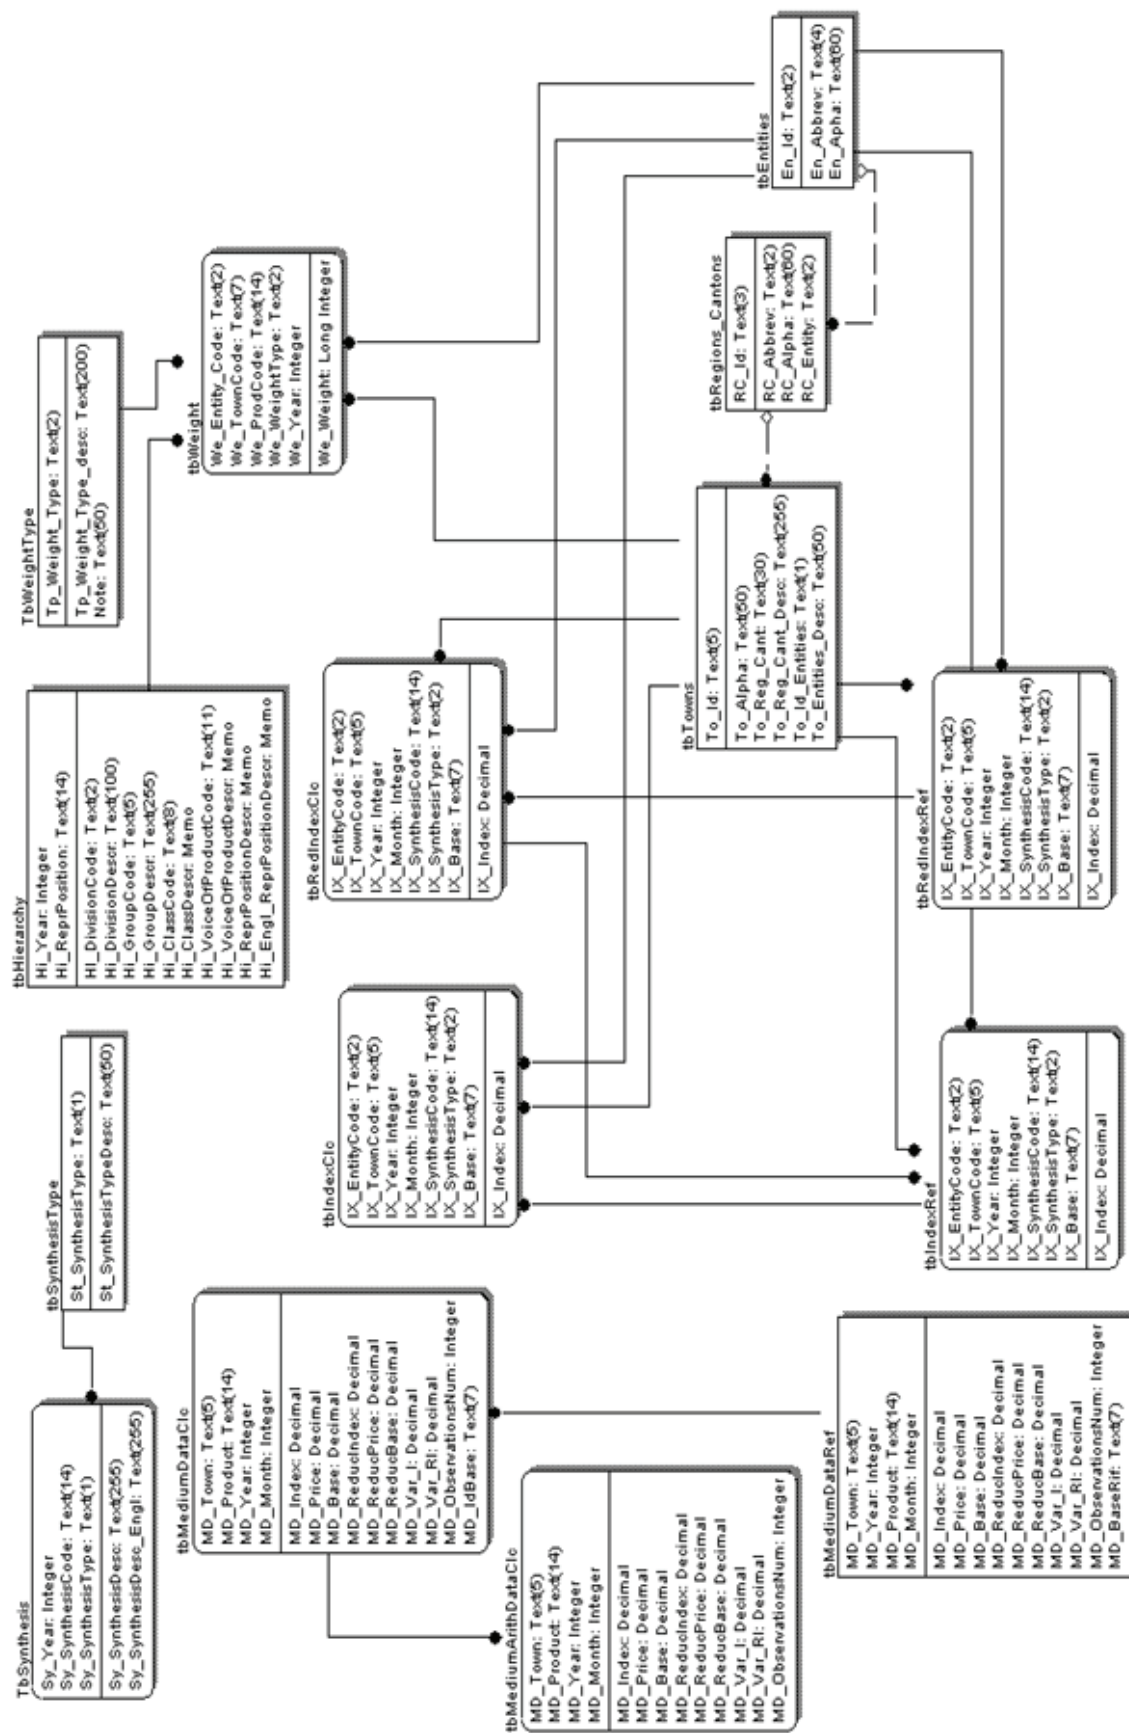 TbSynthesis
Sy_Year: Integer
Sy_SynthesisCode: Text(14)
Sy_SynthesisType: Text(1)
Sy_SynthesisDesc: Text(255)
Sy_SynthesisDesc_Engl: Text(255)
tbSynthesisType
St_SynthesisType: Text(1)
St_SynthesisTypeDesc: Text(50)
tbHierarchy
Hi_Year: Integer
Hi_ReprPosition: Text(14)
HI_DivisionCode: Text(2)
Hi_DivisionDescr: Text(100)
Hi_GroupCode: Text(5)
Hi_GroupDescr: Text(255)
Hi_ClassCode: Text(8)
Hi_ClassDescr: Memo
Hi_VoiceOfProductCode: Text(11)
Hi_VoiceOfProductDescr: Memo
Hi_ReprPositionDescr: Memo
Hi_Engl_ReprPositionDescr: Memo
TbWeightType
Tp_Weight_Type: Text(2)
Tp_Weight_Type_desc: Text(200)
Note: Text(50)
tbMediumDataClc
MD_Town: Text(5)
MD_Product: Text(14)
MD_Year: Integer
MD_Month: Integer
MD_Index: Decimal
MD_Price: Decimal
MD_Base: Decimal
MD_ReducIndex: Decimal
MD_ReducPrice: Decimal
MD_ReducBase: Decimal
MD_Var_I: Decimal
MD_Var_RI: Decimal
MD_ObservationsNum: Integer
MD_IdBase: Text(7)
tbWeight
We_Entity_Code: Text(2)
We_TownCode: Text(7)
We_ProdCode: Text(14)
We_WeightType: Text(2)
We_Year: Integer
We_Weight: Long Integer
tbIndexClc
IX_EntityCode: Text(2)
IX_TownCode: Text(5)
IX_Year: Integer
IX_Month: Integer
IX_SynthesisCode: Text(14)
IX_SynthesisType: Text(2)
IX_Base: Text(7)
IX_Index: Decimal
tbRedIndexClc
IX_EntityCode: Text(2)
IX_TownCode: Text(5)
IX_Year: Integer
IX_Month: Integer
IX_SynthesisCode: Text(14)
IX_SynthesisType: Text(2)
IX_Base: Text(7)
IX_Index: Decimal
tbMediumArithDataClc
MD_Town: Text(5)
MD_Product: Text(14)
MD_Year: Integer
MD_Month: Integer
MD_Index: Decimal
MD_Price: Decimal
MD_Base: Decimal
MD_ReducIndex: Decimal
MD_ReducPrice: Decimal
MD_ReducBase: Decimal
MD_Var_I: Decimal
MD_Var_RI: Decimal
MD_ObservationsNum: Integer
tbTowns
To_Id: Text(5)
To_Alpha: Text(50)
To_Reg_Cant: Text(30)
To_Reg_Cant_Desc: Text(255)
To_Id_Entities: Text(1)
To_Entities_Desc: Text(50)
tbRegions_Cantons
RC_Id: Text(3)
RC_Abbrev: Text(2)
RC_Alpha: Text(60)
RC_Entity: Text(2)
tbEntities
En_Id: Text(2)
En_Abbrev: Text(4)
En_Apha: Text(60)
tbMediumDataRef
MD_Town: Text(5)
MD_Year: Integer
MD_Product: Text(14)
MD_Month: Integer
MD_Index: Decimal
MD_Price: Decimal
MD_Base: Decimal
MD_ReducIndex: Decimal
MD_ReducPrice: Decimal
MD_ReducBase: Decimal
MD_Var_I: Decimal
MD_Var_RI: Decimal
MD_ObservationsNum: Integer
MD_BaseRif: Text(7)
tbIndexRef
IX_EntityCode: Text(2)
IX_TownCode: Text(5)
IX_Year: Integer
IX_Month: Integer
IX_SynthesisCode: Text(14)
IX_SynthesisType: Text(2)
IX_Base: Text(7)
IX_Index: Decimal
tbRedIndexRef
IX_EntityCode: Text(2)
IX_TownCode: Text(5)
IX_Year: Integer
IX_Month: Integer
IX_SynthesisCode: Text(14)
IX_SynthesisType: Text(2)
IX_Base: Text(7)
IX_Index: Decimal